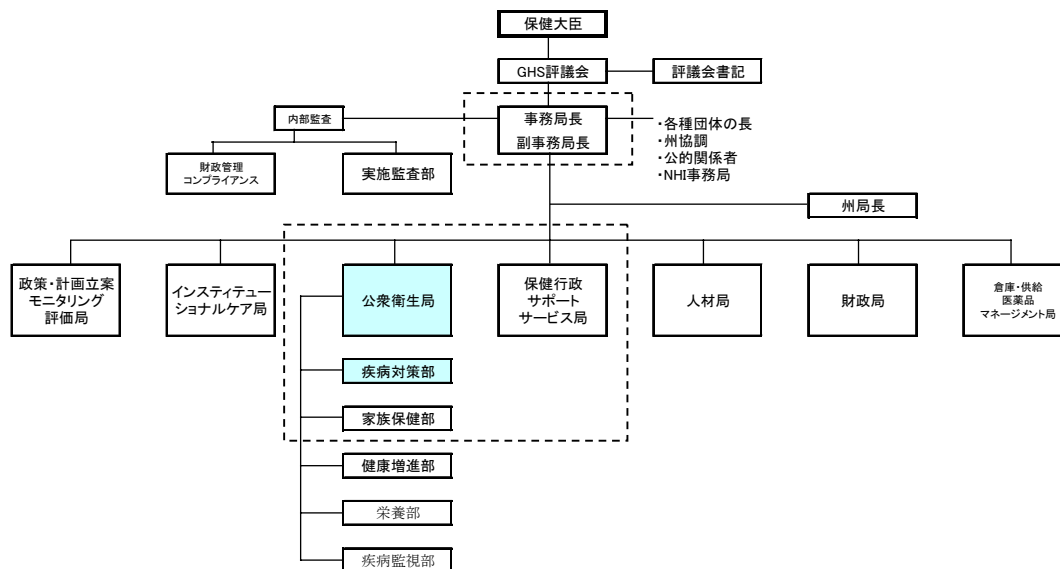 保健大臣
GHS評議会
評議会書記
内部監査
事務局長
副事務局長
・各種団体の長
・州協調
・公的関係者
・NHI事務局
財政管理
コンプライアンス
実施監査部
州局長
政策・計画立案
モニタリング
評価局
インスティテュー
ショナルケア局
公衆衛生局
保健行政
サポート
サービス局
人材局
財政局
倉庫・供給
医薬品
マネージメント局
疾病対策部
家族保健部
健康増進部
栄養部
疾病監視部